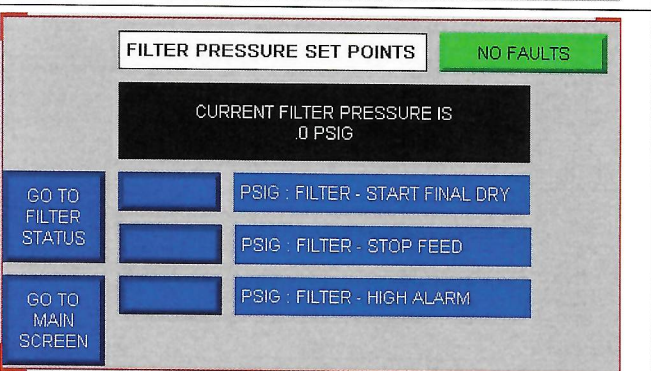 FILTER PRESSURE SET POINTS
NO FAULTS
CURRENT FILTER PRESSURE IS
.0 PSIG
GO TO
FILTER
STATUS
PSIG : FILTER - START FINAL DRY
PSIG : FILTER - STOP FEED
GO TO
MAIN
SCREEN
PSIG : FILTER - HIGH ALARM